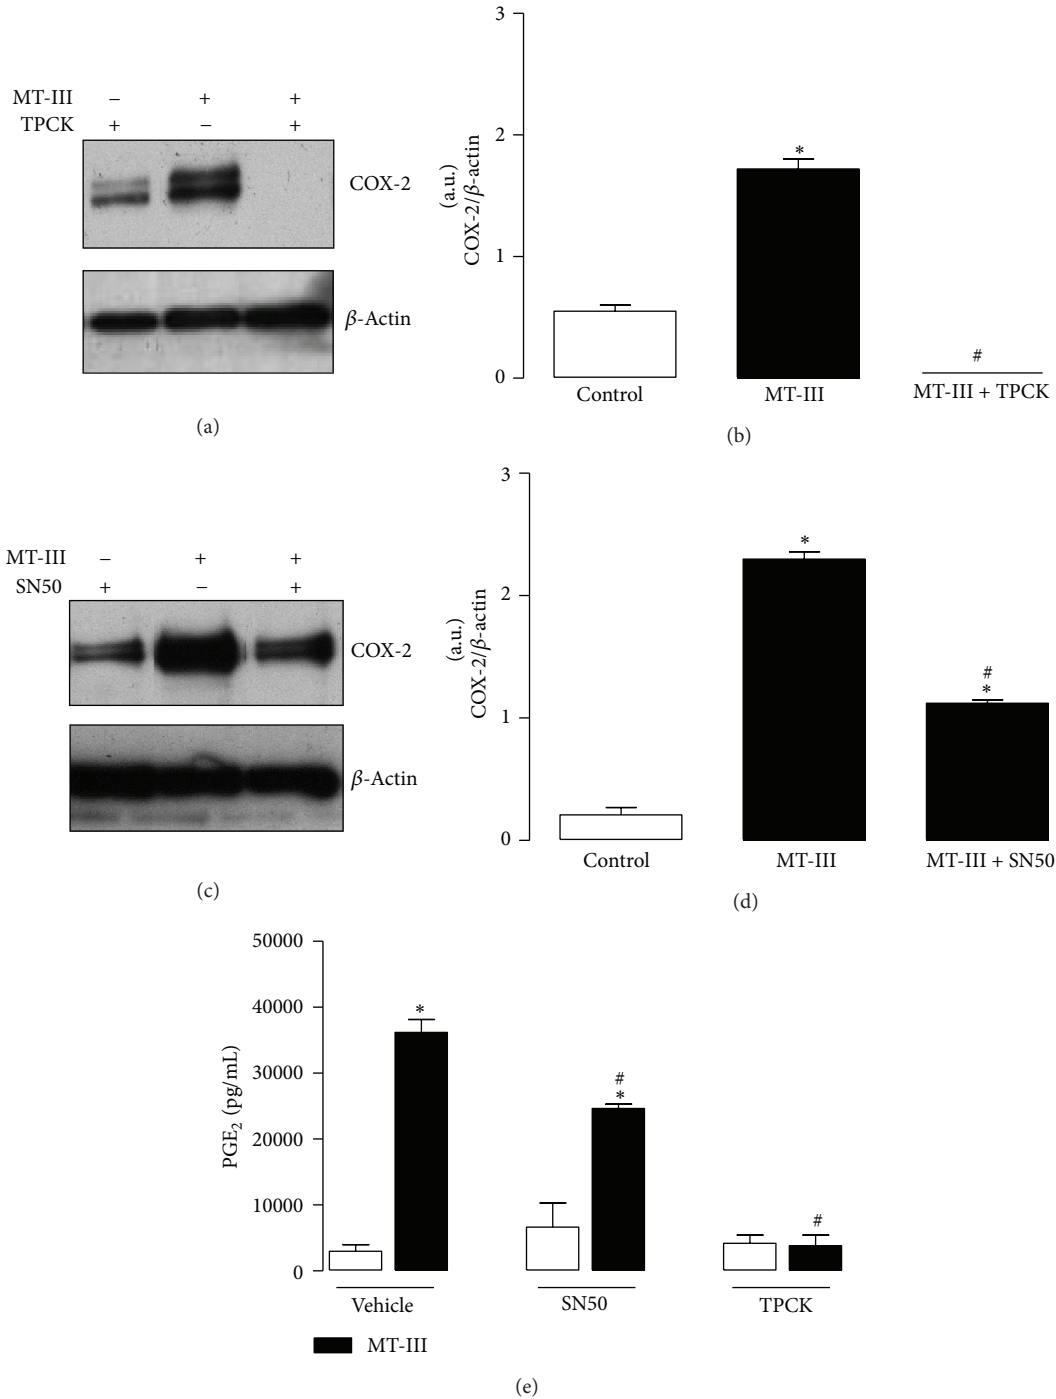 MT-III − + +
TPCK + − +
COX-2
β-Actin
(a)
3
2
1
0
(a.u.)
COX-2/β-actin
*
#
Control MT-III MT-III + TPCK
(b)
MT-III − + +
SN50 + − +
COX-2
β-Actin
(c)
3
2
1
0
(a.u.)
COX-2/β-actin
*
#
*
Control MT-III MT-III + SN50
(d)
50000
40000
30000
20000
10000
0
PGE2 (pg/mL)
*
#
*
#
Vehicle SN50 TPCK
MT-III
(e)